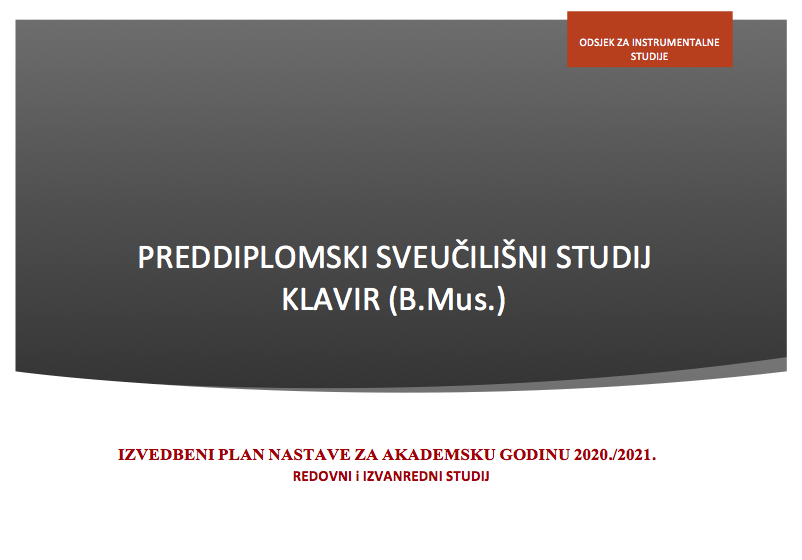 ODSJEK ZA INSTRUMENTALNE
STUDIJE
PREDDIPLOMSKI SVEUČILIŠNI STUDIJ
KLAVIR (B.Mus.)
IZVEDBENI PLAN NASTAVE ZA AKADEMSKU GODINU 2020./2021.
REDOVNI i IZVANREDNI STUDIJ